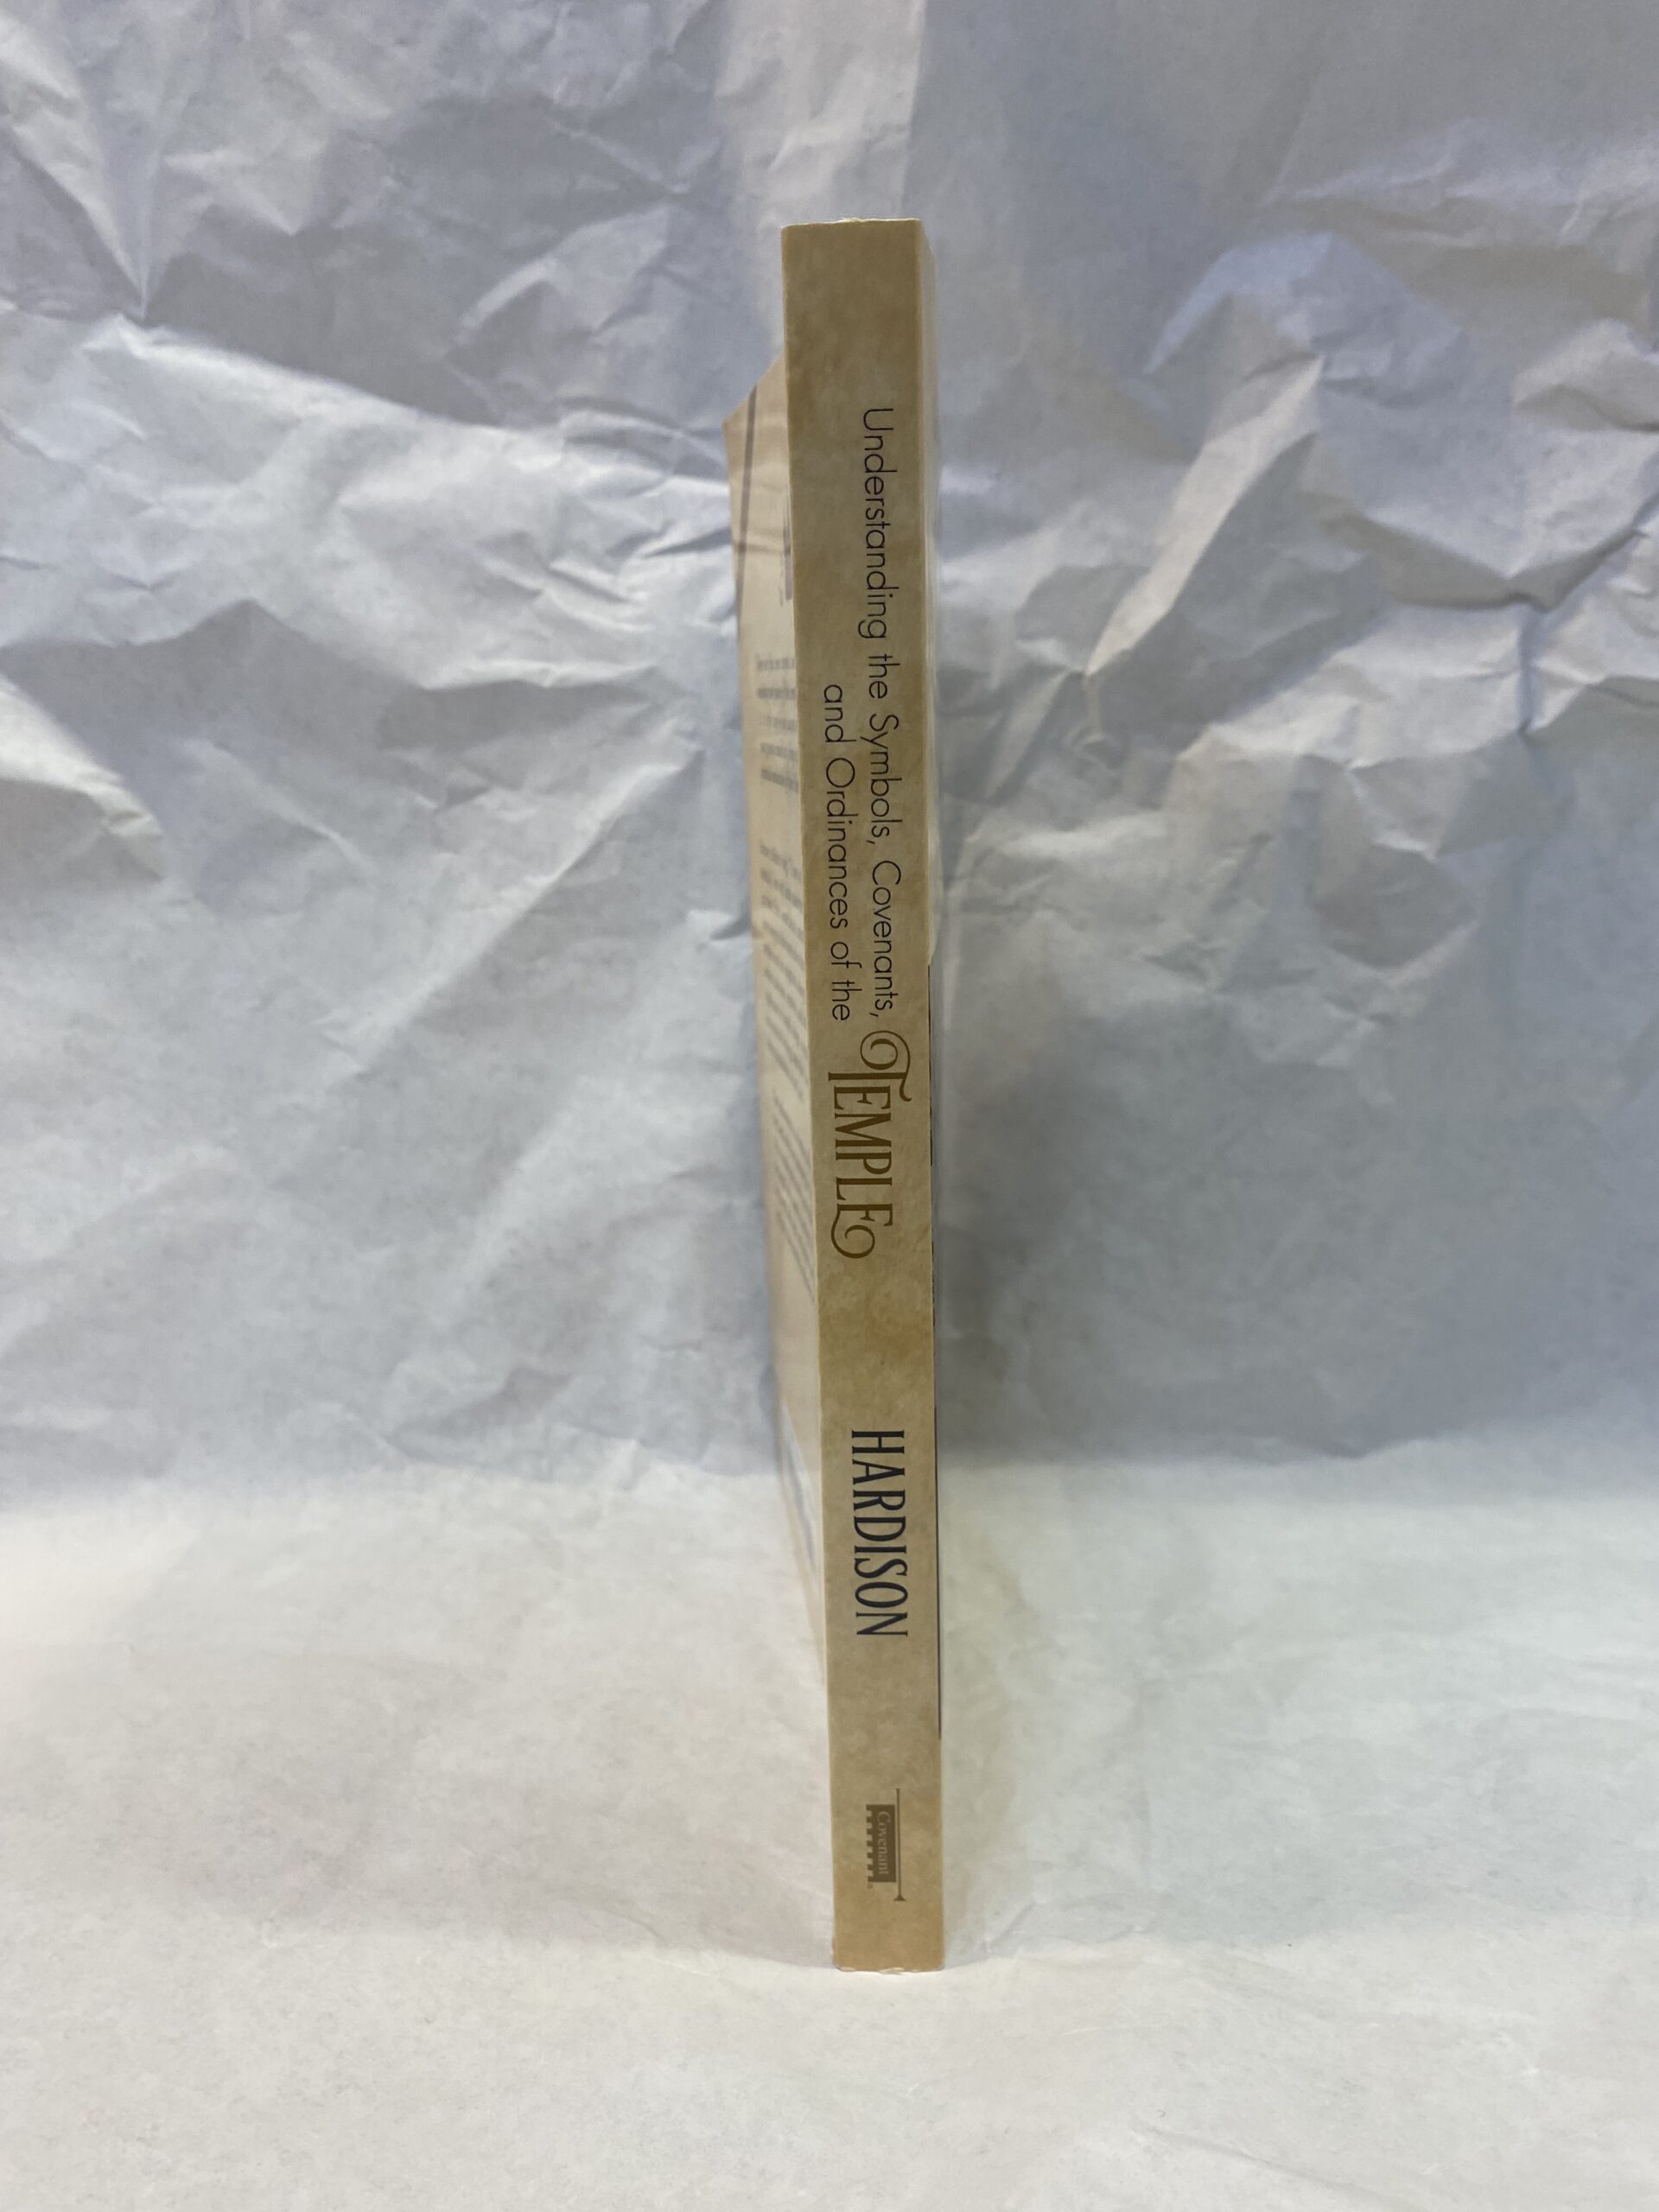 Understanding the Symbols, Covenants,
and Ordinances of the
TEMPLE
HARDISON
Covenant